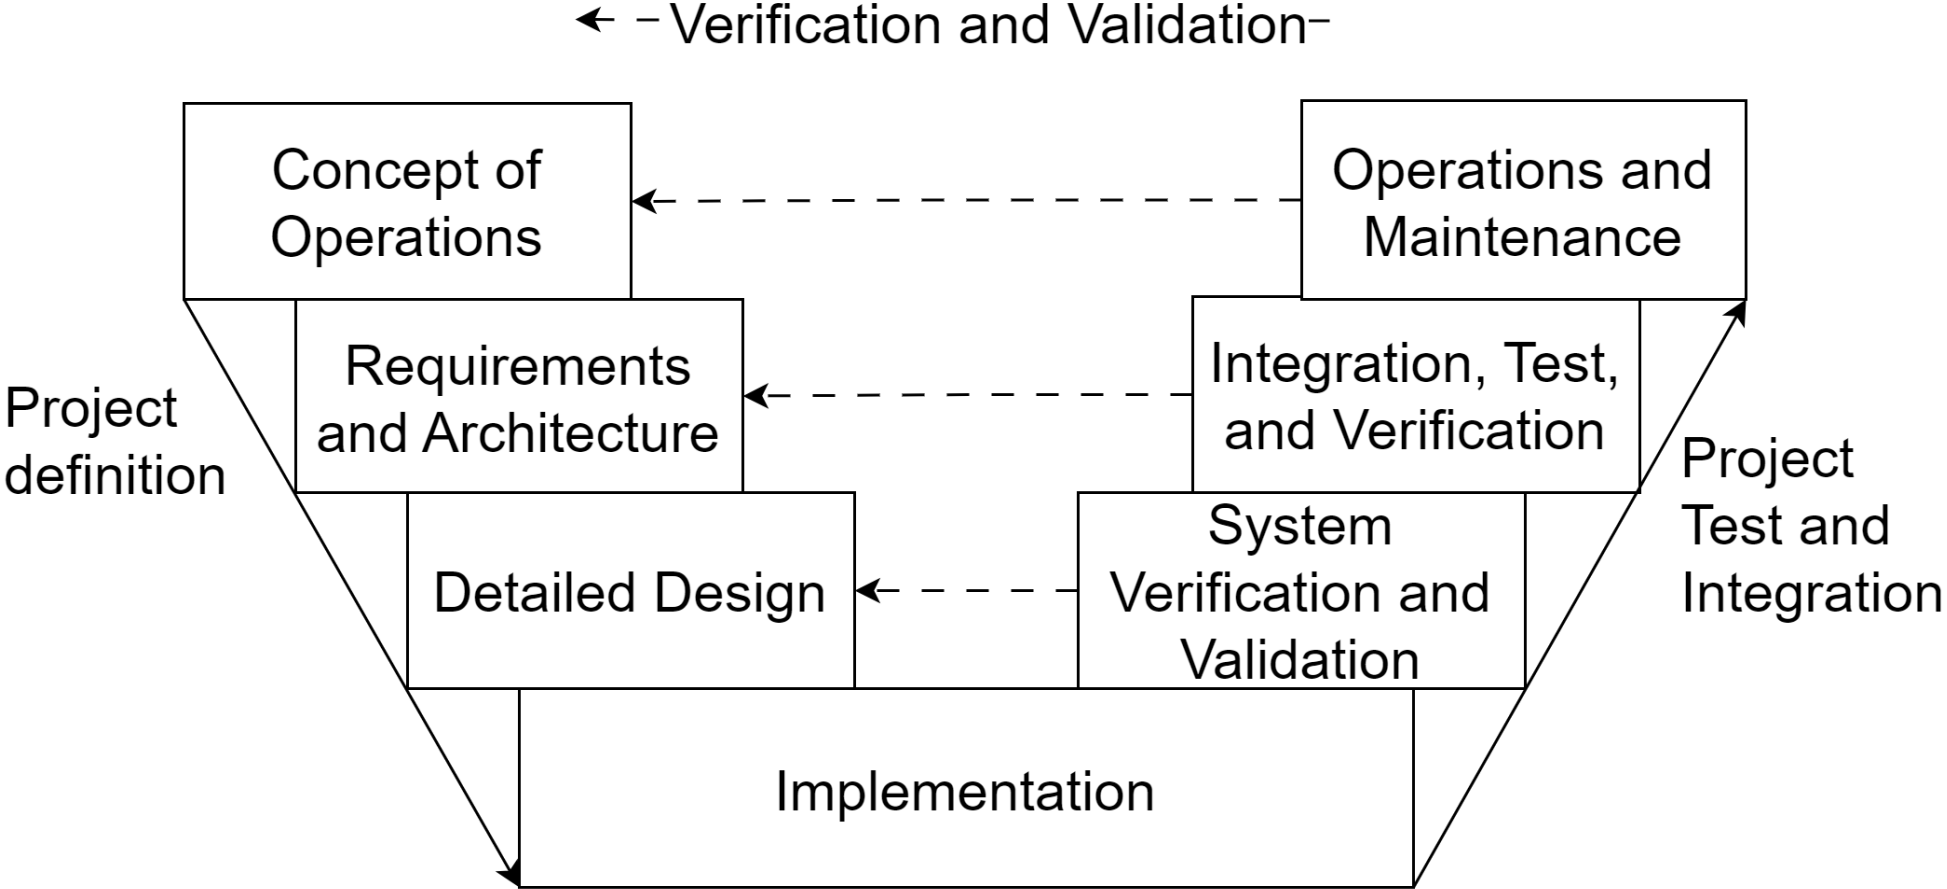 Verification and Validation
Concept of
Operations
Operations and
Maintenance
Requirements
and Architecture
Integration, Test,
and Verification
Project
definition
Project
Test and
Integration
Detailed Design
System
Verification and
Validation
Implementation